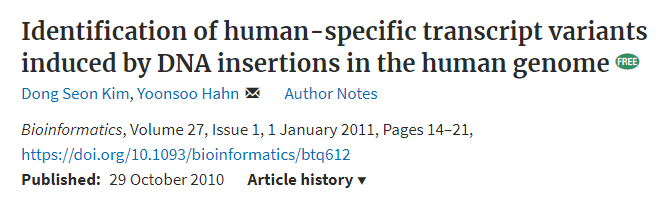 Identification of human-specific transcript variants
induced by DNA insertions in the human genome FREE
Dong Seon Kim, Yoonsoo Hahn Author Notes
Bioinformatics, Volume 27, Issue 1, 1 January 2011, Pages 14–21,
https://doi.org/10.1093/bioinformatics/btq612
Published: 29 October 2010 Article history ▼